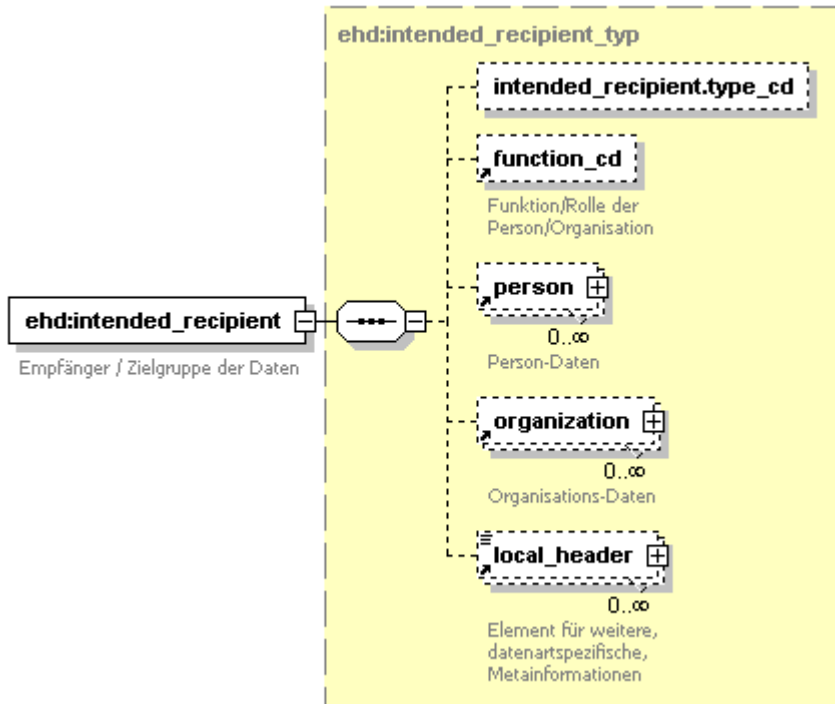 ehd:intended_recipient_typ
intended_recipient.type_cd
function_cd
Funktion/Rolle der
Person/Organisation
person
0..∞
Person-Daten
ehd:intended_recipient
Empfänger / Zielgruppe der Daten
organization
0..∞
Organisations-Daten
local_header
0..∞
Element für weitere,
datenartspezifische,
Metainformationen